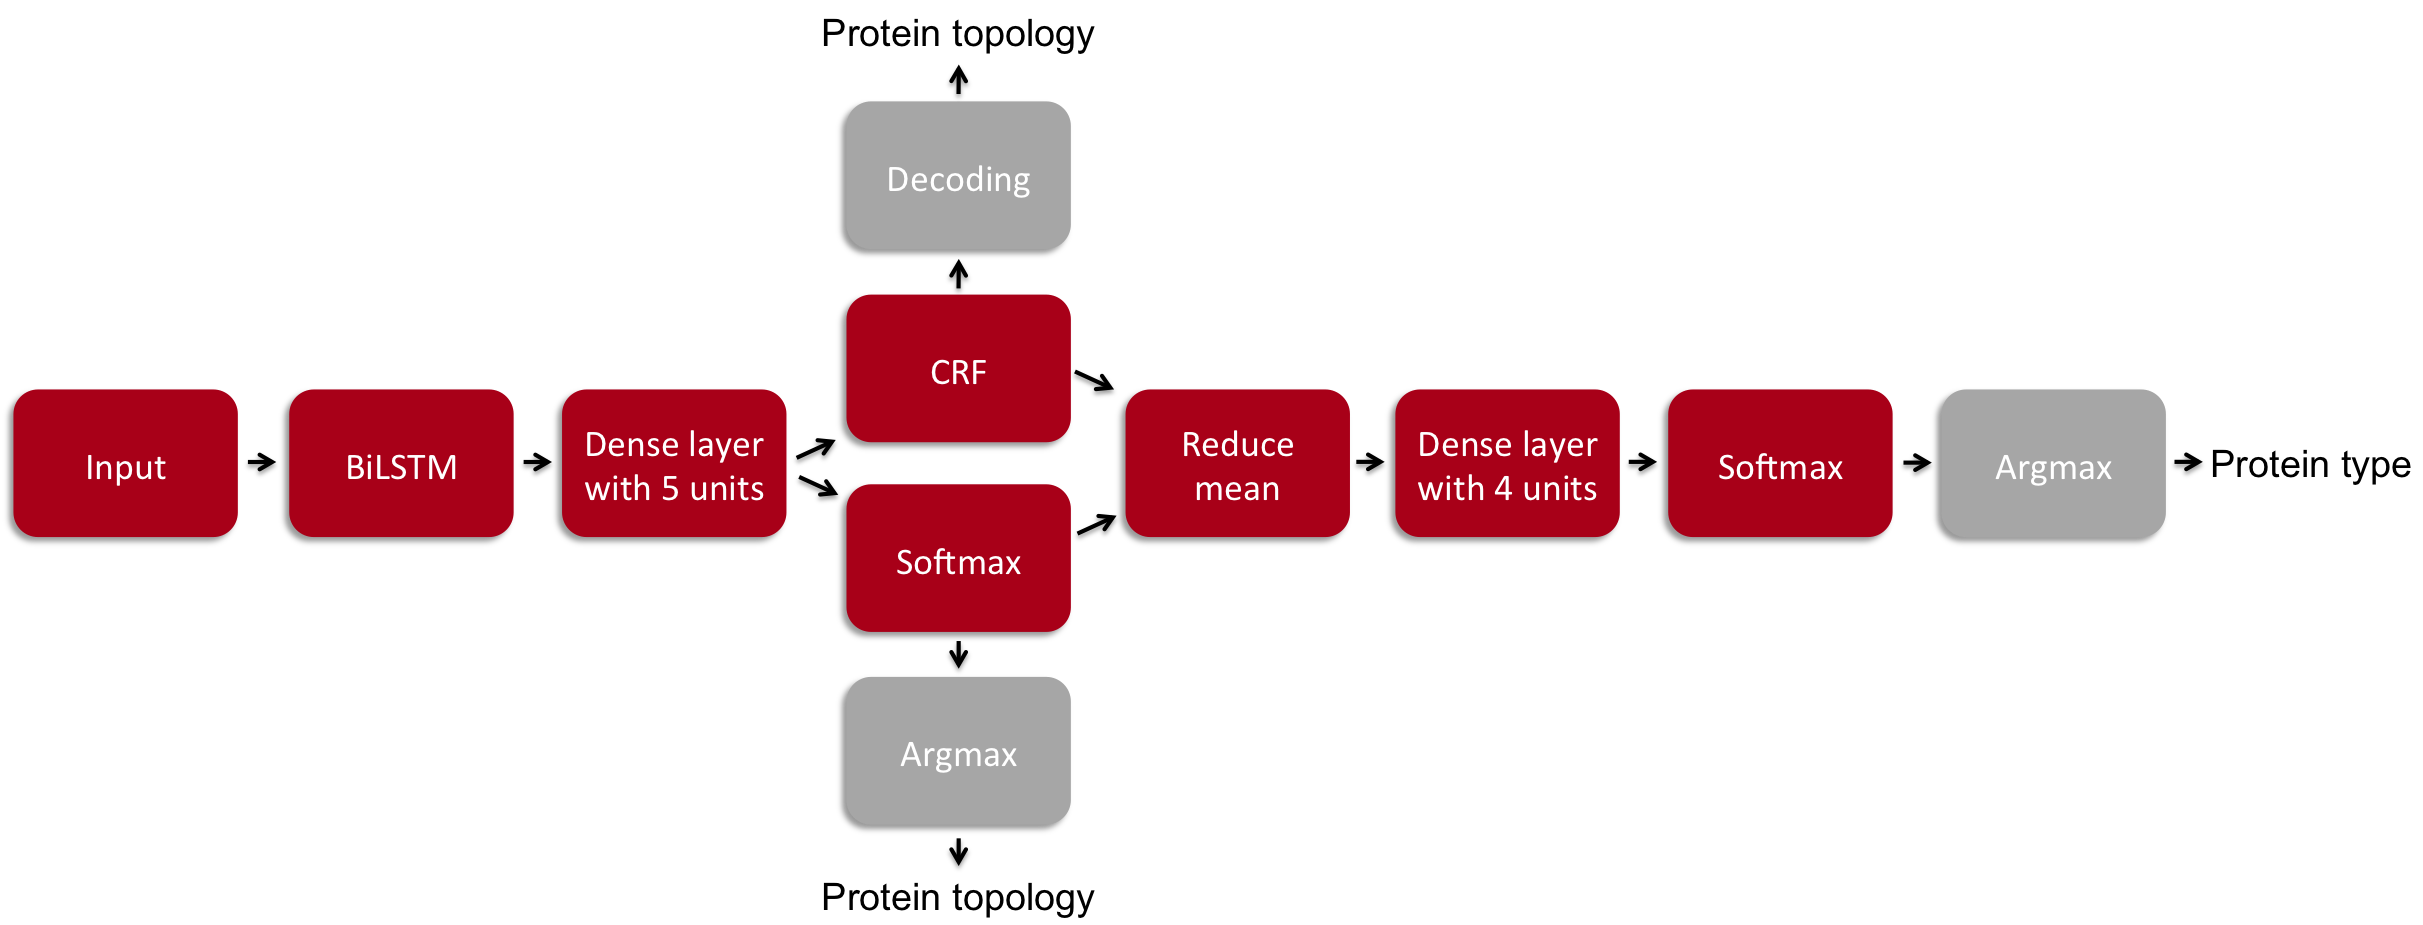 Protein topology
Decoding
CRF
Input
BiLSTM
Dense layer
with 5 units
Softmax
Reduce
mean
Dense layer
with 4 units
Softmax
Argmax
Protein type
Argmax
Protein topology